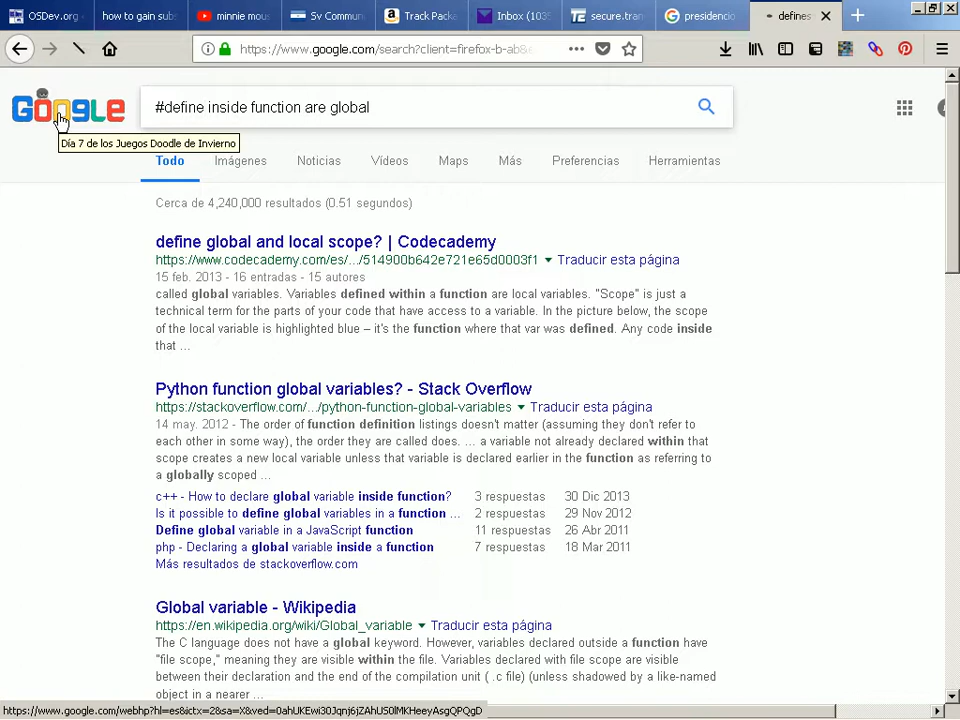 OSDev.org
how to gain sub
minnie mous
Sv Commun
Track Pack
Inbox (103
secure.tran
presidencio
defines
https://www.google.com/search?client=firefox-b-ab&
Google
#define inside function are global
Día 7 de los Juegos Doodle de Invierno
Todo Imágenes Noticias Vídeos Maps Más Preferencias Herramientas
Cerca de 4,240,000 resultados (0.51 segundos)
define global and local scope? | Codecademy
https://www.codecademy.com/es/.../514900b642e721e65d0003f1 Traducir esta página
15 feb. 2013 - 16 entradas - 15 autores
called global variables. Variables defined within a function are local variables. "Scope" is just a
technical term for the parts of your code that have access to a variable. In the picture below, the scope
of the local variable is highlighted blue – it's the function where that var was defined. Any code inside
that ...
Python function global variables? - Stack Overflow
https://stackoverflow.com/.../python-function-global-variables Traducir esta página
14 may. 2012 - The order of function definition listings doesn't matter (assuming they don't refer to
each other in some way), the order they are called does. ... a variable not already declared within that
scope creates a new local variable unless that variable is declared earlier in the function as referring to
a globally scoped ...
c++ - How to declare global variable inside function? 3 respuestas 30 Dic 2013
Is it possible to define global variables in a function ... 2 respuestas 29 Nov 2012
Define global variable in a JavaScript function 11 respuestas 26 Abr 2011
php - Declaring a global variable inside a function 7 respuestas 18 Mar 2011
Más resultados de stackoverflow.com
Global variable - Wikipedia
https://en.wikipedia.org/wiki/Global_variable Traducir esta página
The C language does not have a global keyword. However, variables declared outside a function have
"file scope," meaning they are visible within the file. Variables declared with file scope are visible
between their declaration and the end of the compilation unit ( .c file) (unless shadowed by a like-named
object in a nearer ...
https://www.google.com/webhp?hl=es&ictx=2&sa=X&ved=0ahUKEwi30Jqnj6jZAhUS0lMKHeeyAsgQPQgD